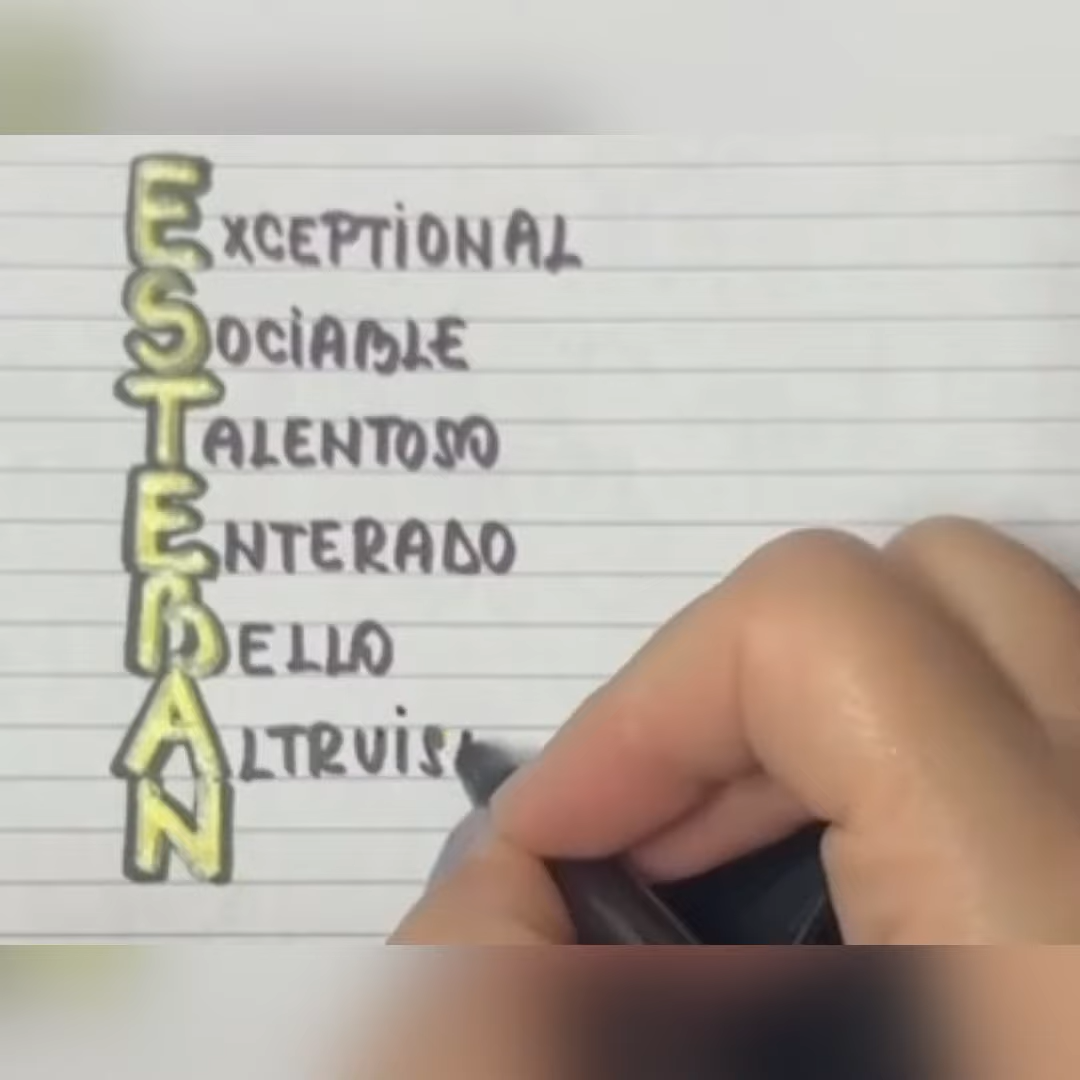 EXCEPTIONAL
SOCIABLE
TALENTOSO
ENTERADO
BELLO
ALTRUIS
N